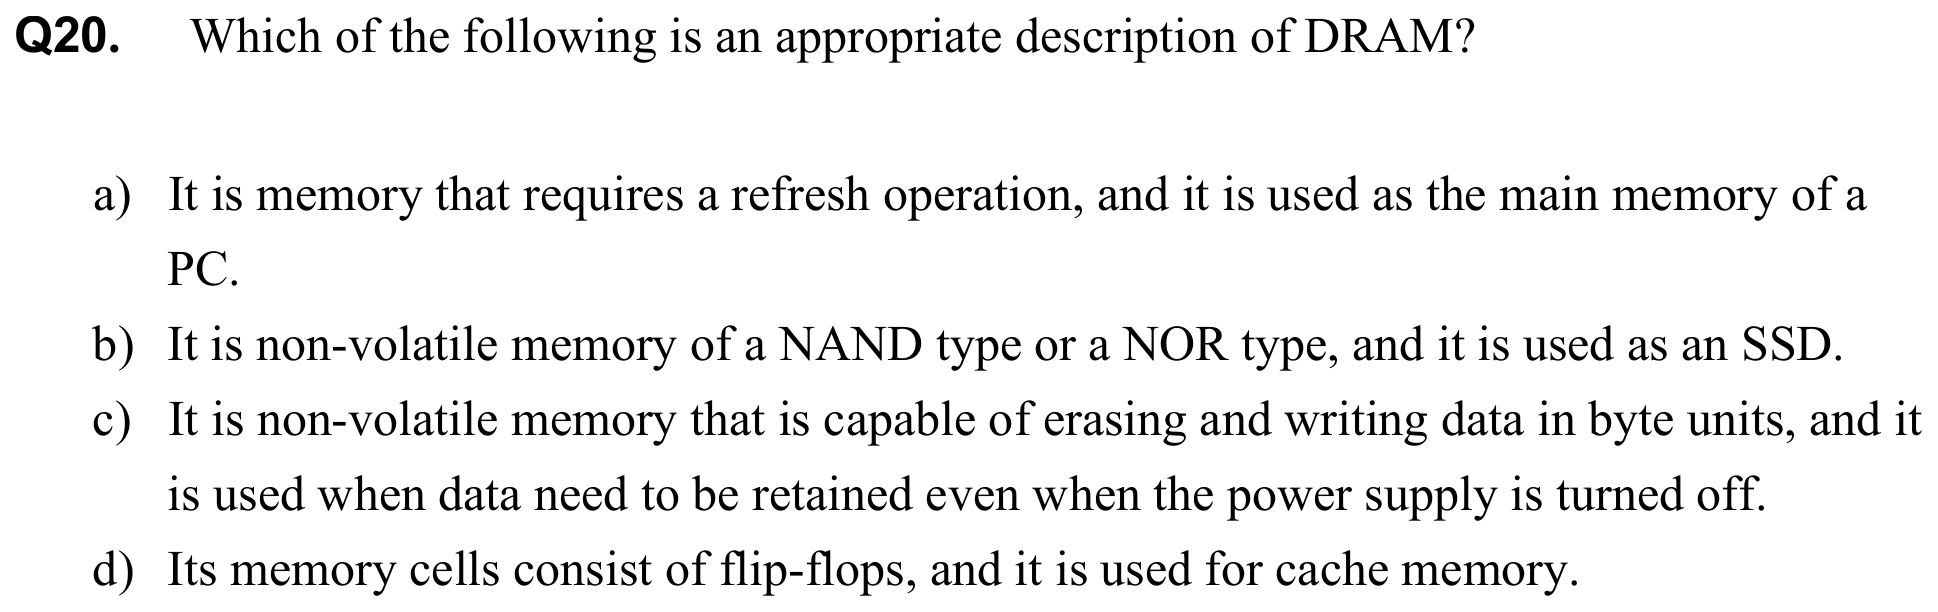 Q20. Which of the following is an appropriate description of DRAM?
a) It is memory that requires a refresh operation, and it is used as the main memory of a
PC.
b) It is non-volatile memory of a NAND type or a NOR type, and it is used as an SSD.
c) It is non-volatile memory that is capable of erasing and writing data in byte units, and it
is used when data need to be retained even when the power supply is turned off.
d) Its memory cells consist of flip-flops, and it is used for cache memory.